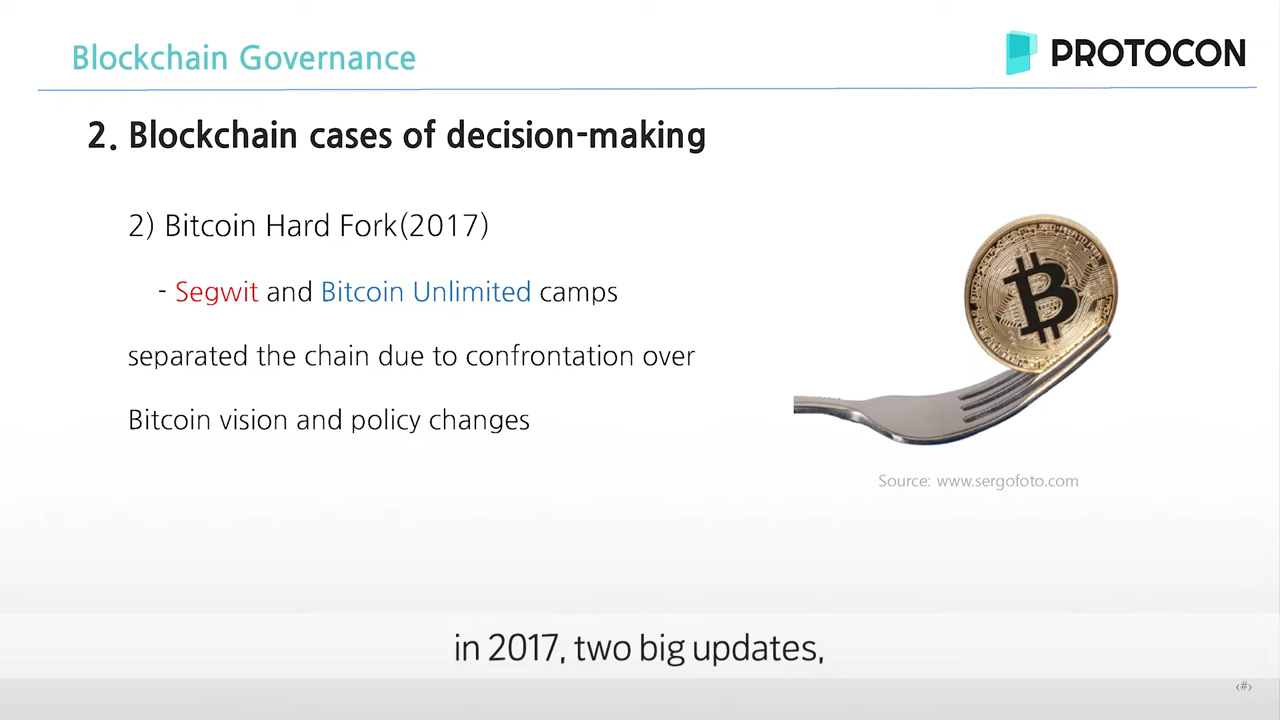 Blockchain Governance
PROTOCON
2. Blockchain cases of decision-making
2) Bitcoin Hard Fork(2017)
- Segwit and Bitcoin Unlimited camps
separated the chain due to confrontation over
Bitcoin vision and policy changes
Source: www.sergofoto.com
in 2017, two big updates,
‹#›